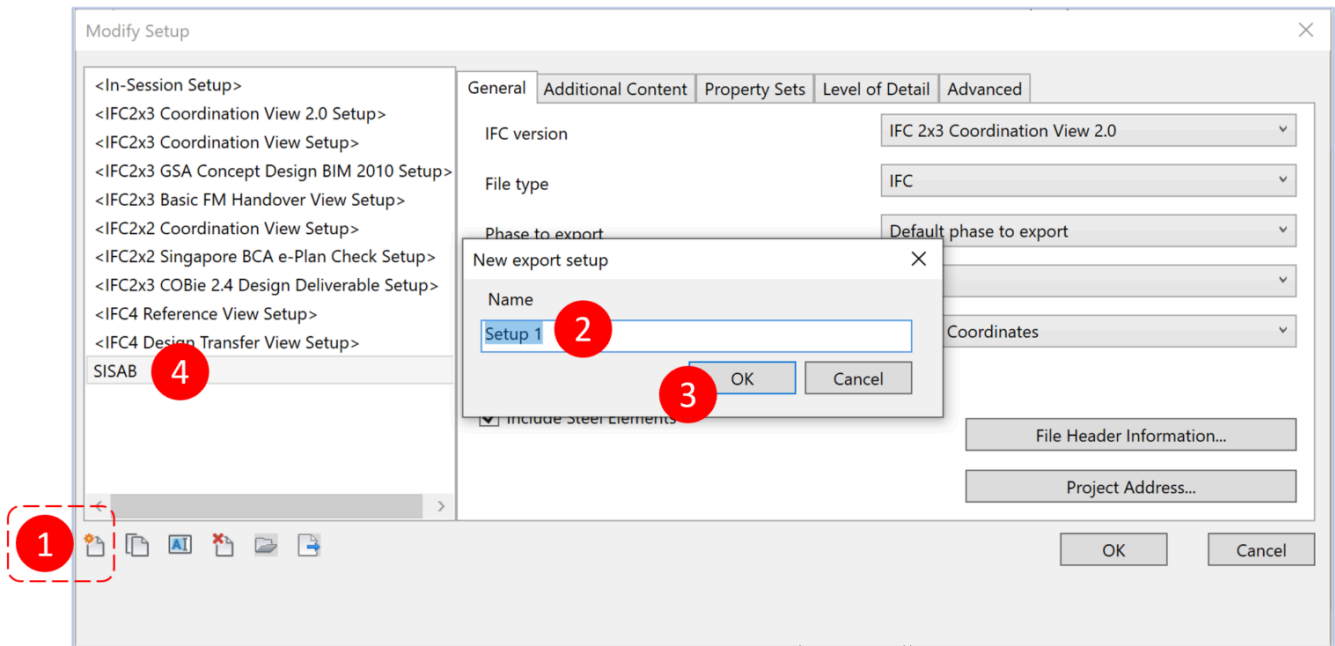 Modify Setup
<In-Session Setup>
<IFC2x3 Coordination View 2.0 Setup>
<IFC2x3 Coordination View Setup>
<IFC2x3 GSA Concept Design BIM 2010 Setup>
<IFC2x3 Basic FM Handover View Setup>
<IFC2x2 Coordination View Setup>
<IFC2x2 Singapore BCA e-Plan Check Setup>
<IFC2x3 COBie 2.4 Design Deliverable Setup>
<IFC4 Reference View Setup>
<IFC4 Design Transfer View Setup>
SISAB
4
General Additional Content Property Sets Level of Detail Advanced
IFC version IFC 2x3 Coordination View 2.0
File type IFC
Phase to export Default phase to export
Coordinates
New export setup
Name
Setup 1
2
3
OK Cancel
Include Steel Elements
File Header Information...
Project Address...
1
AI
OK Cancel